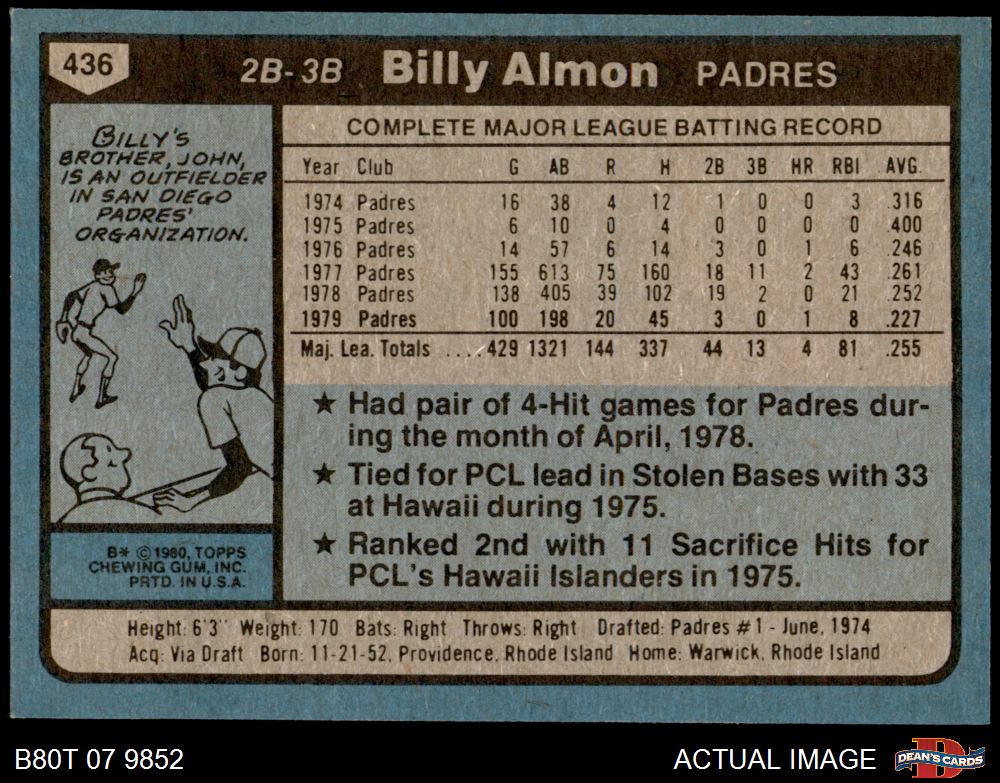 436
2B-3B Billy Almon PADRES
BILLY'S
BROTHER, JOHN,
IS AN OUTFIELDER
IN SAN DIEGO
PADRES'
ORGANIZATION.
B* © 1980, TOPPS
CHEWING GUM, INC.
PRTD. IN U.S.A.
COMPLETE MAJOR LEAGUE BATTING RECORD
Year Club G AB R H 2B 3B HR RBI AVG.
1974 Padres 16 38 4 12 1 0 0 3 .316
1975 Padres 6 10 0 4 0 0 0 0 .400
1976 Padres 14 57 6 14 3 0 1 6 .246
1977 Padres 155 613 75 160 18 11 2 43 .261
1978 Padres 138 405 39 102 19 2 0 21 .252
1979 Padres 100 198 20 45 3 0 1 8 .227
Maj. Lea. Totals ....429 1321 144 337 44 13 4 81 .255
★ Had pair of 4-Hit games for Padres dur-
ing the month of April, 1978.
★ Tied for PCL lead in Stolen Bases with 33
at Hawaii during 1975.
★ Ranked 2nd with 11 Sacrifice Hits for
PCL's Hawaii Islanders in 1975.
Height: 6'3" Weight: 170 Bats: Right Throws: Right Drafted: Padres #1 - June, 1974
Acq: Via Draft Born: 11-21-52, Providence, Rhode Island Home: Warwick, Rhode Island
B80T 07 9852
ACTUAL IMAGE
D
DEAN'S CARDS